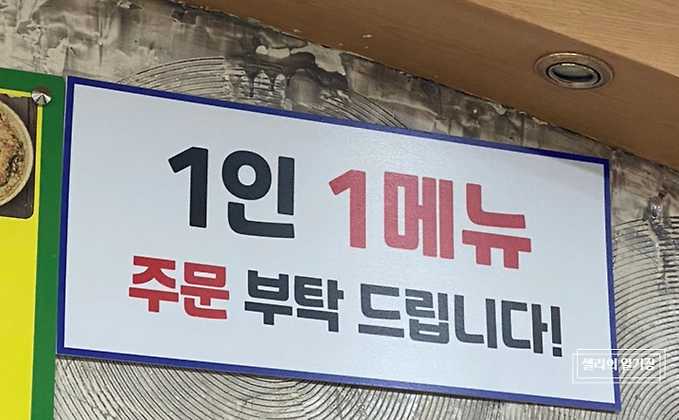 1인 1메뉴
주문 부탁 드립니다!
셀리의 일기장